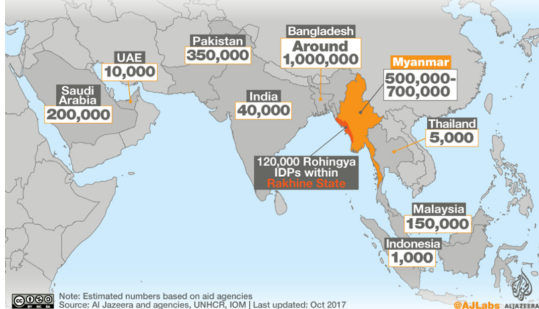 Bangladesh
Around
1,000,000
Pakistan
350,000
UAE
10,000
Myanmar
500,000-
700,000
Saudi
Arabia
200,000
India
40,000
Thailand
5,000
120,000 Rohingya
IDPs within
Rakhine State
Malaysia
150,000
Indonesia
1,000
Note: Estimated numbers based on aid agencies
Source: Al Jazeera and agencies, UNHCR, IOM | Last updated: Oct 2017
@AJLabs
ALJAZEERA